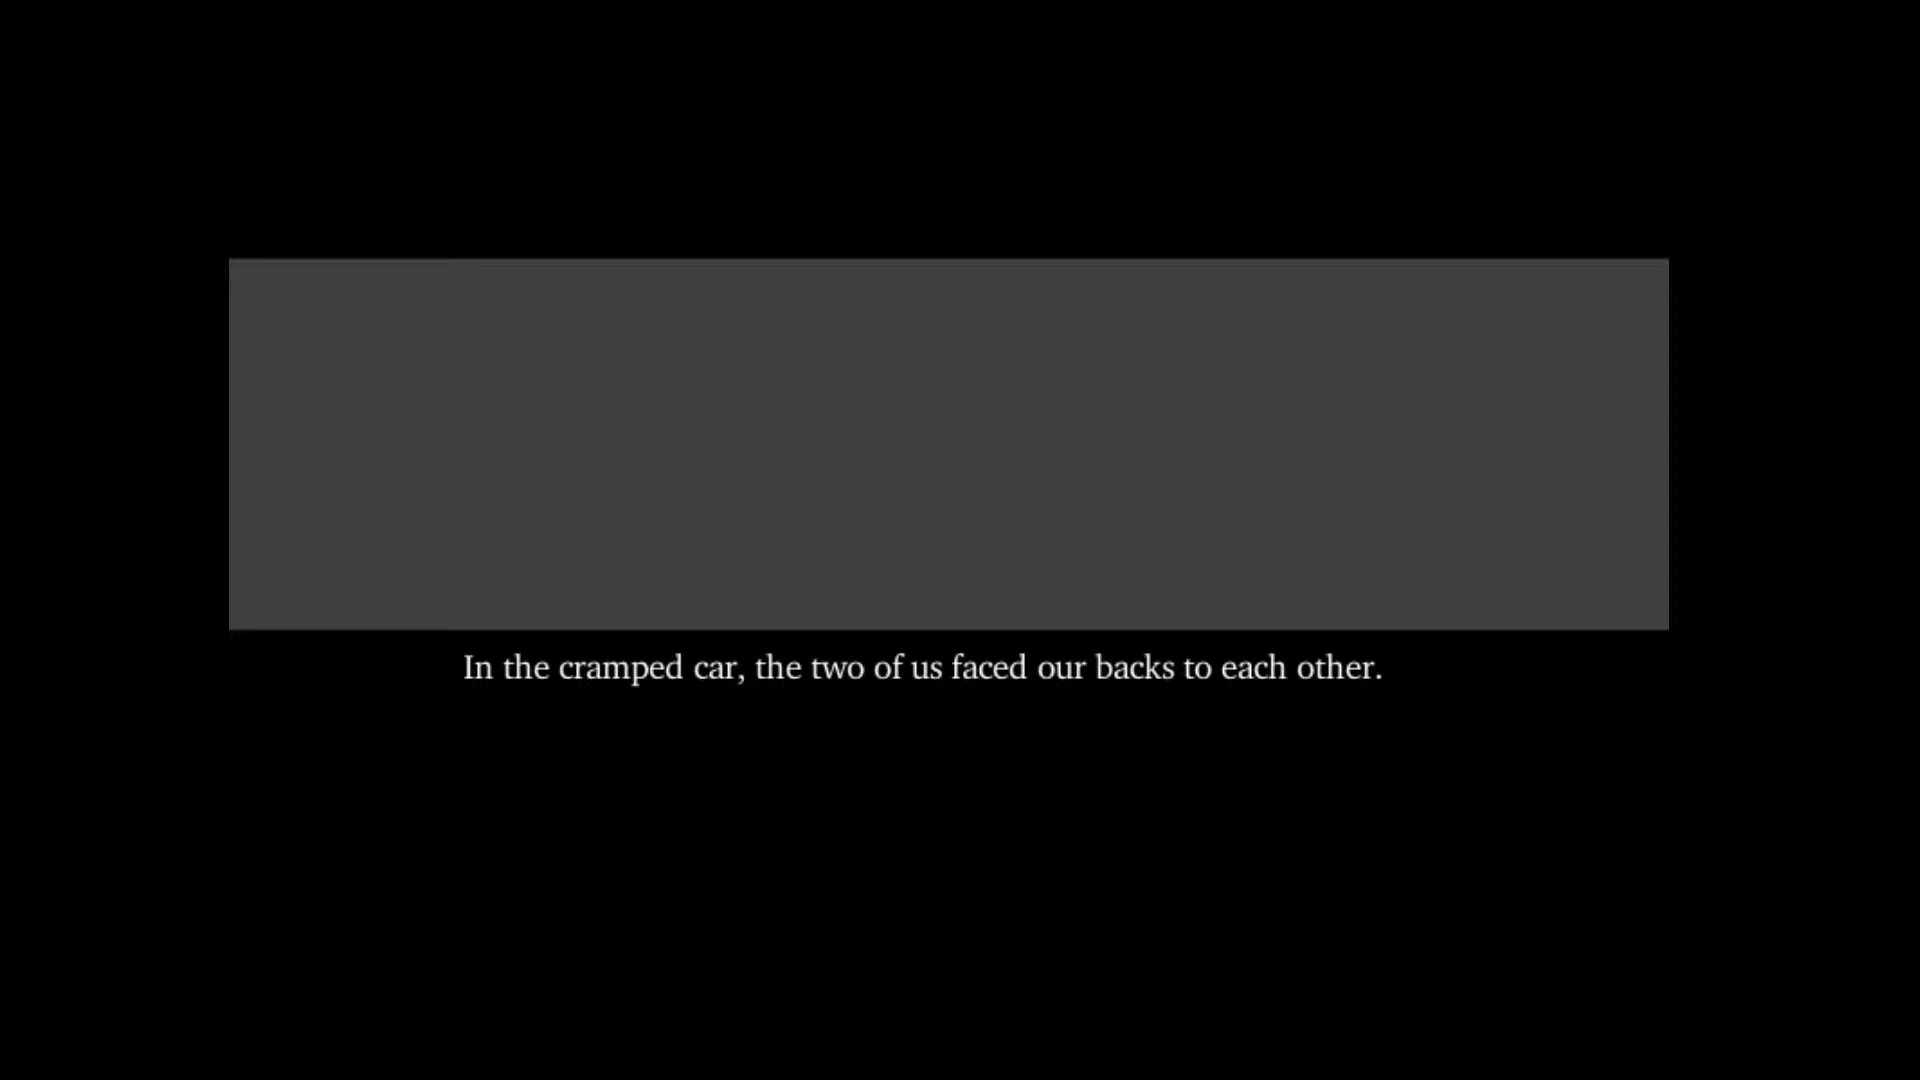 In the cramped car, the two of us faced our backs to each other.